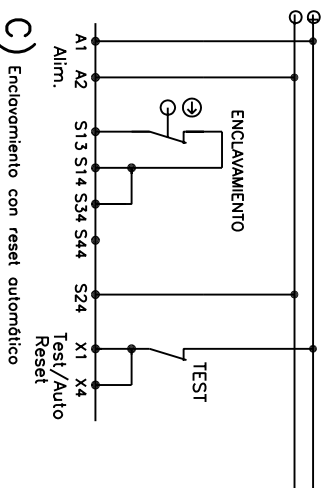 ENCLAVAMIENTO
TEST
A1 A2 S13 S14 S34 S44 S24 X1 X4
Alim.
Test/Auto
Reset
C) Enclavamiento con reset automático